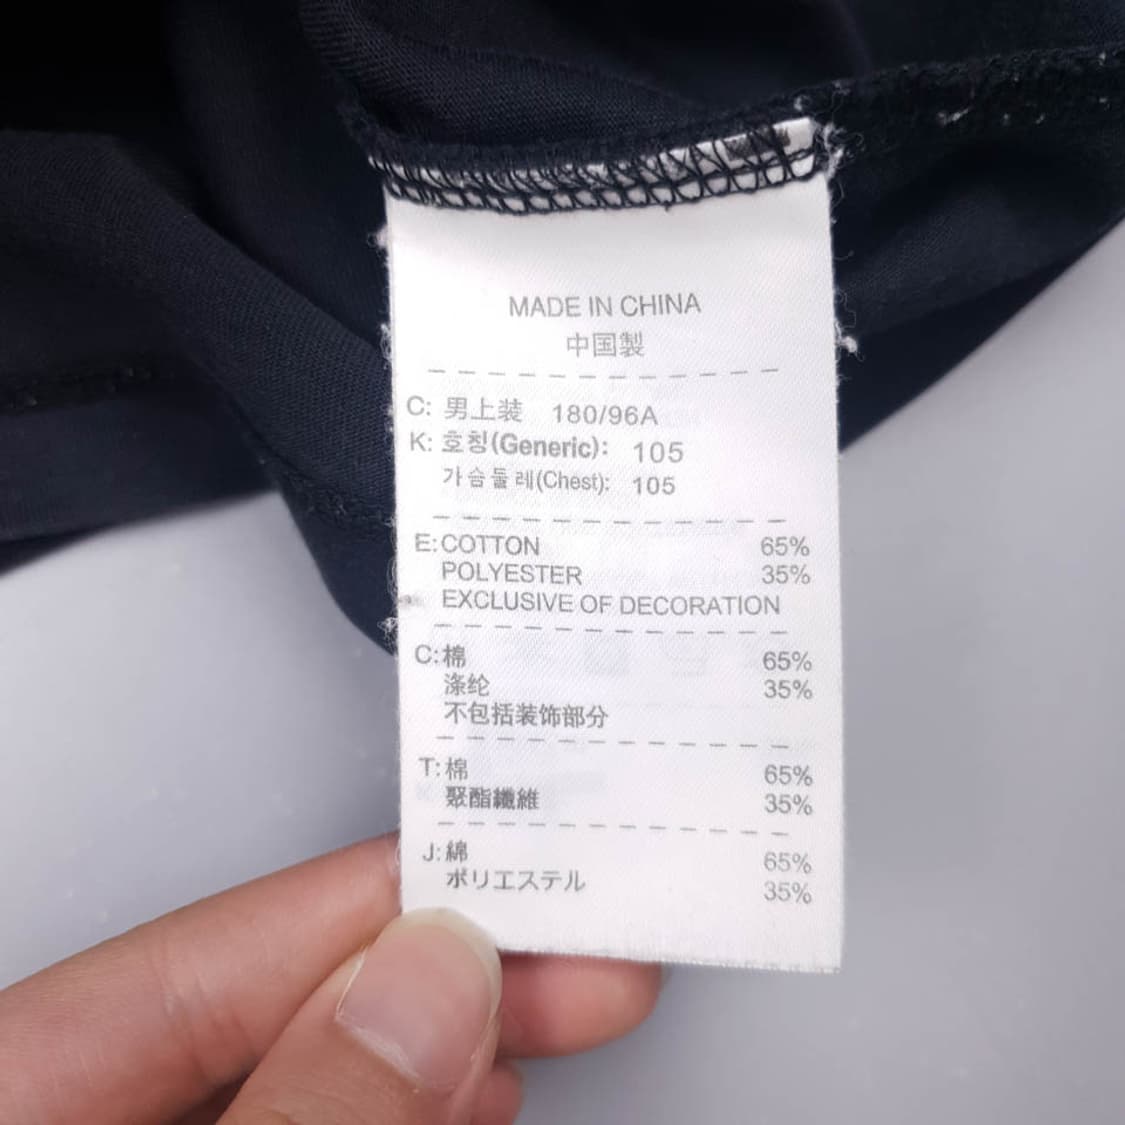 MADE IN CHINA
中国製
C: 男上装 180/96A
K: 호칭(Generic): 105
가슴둘레(Chest): 105
E: COTTON 65%
POLYESTER 35%
EXCLUSIVE OF DECORATION
C: 棉 65%
涤纶 35%
不包括装饰部分
T: 棉 65%
聚酯纖維 35%
J: 綿 65%
ポリエステル 35%